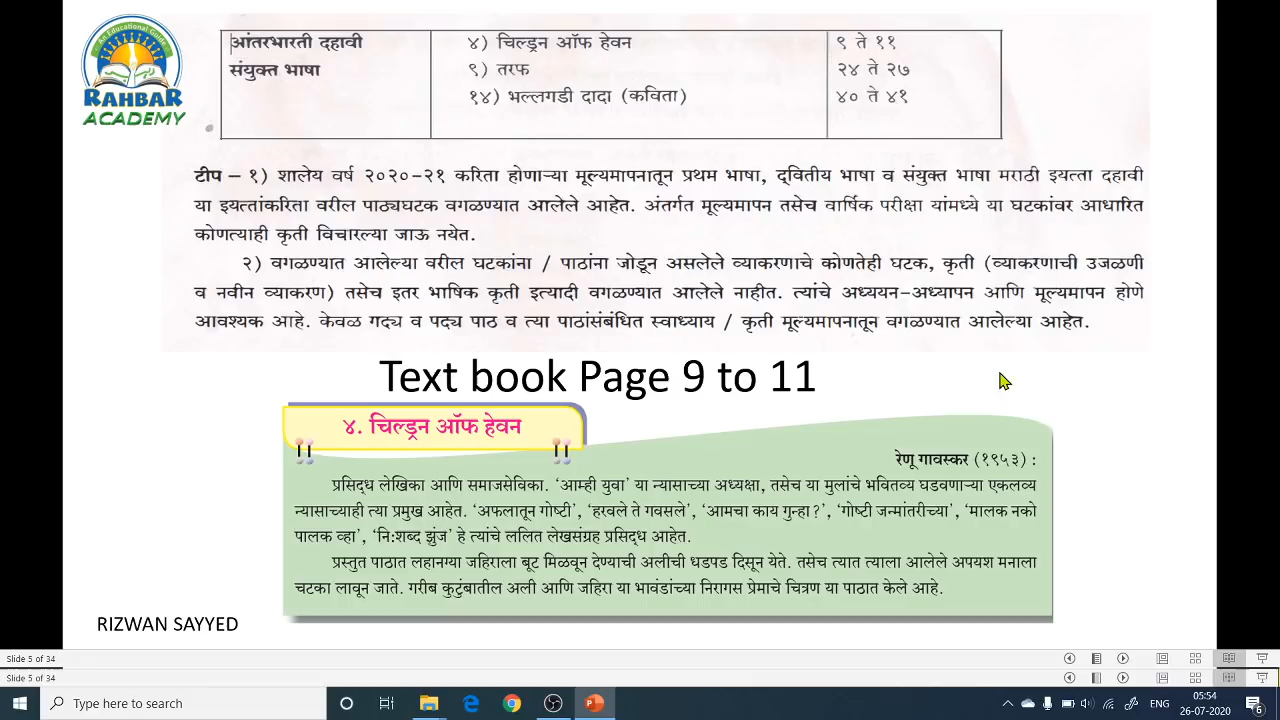 An Educational Guide
RAHBAR
ACADEMY
आंतरभारती दहावी
संयुक्त भाषा
४) चिल्ड्रन ऑफ हेवन
९ ते ११
९) तरफ
२४ ते २७
१४) भल्लगडी दादा (कविता)
४० ते ४१
टीप – १) शालेय वर्ष २०२०-२१ करिता होणाऱ्या मूल्यमापनातून प्रथम भाषा, द्‌वितीय भाषा व संयुक्त भाषा मराठी इयत्ता दहावी
या इयत्तांकरिता वरील पाठ्यघटक वगळण्यात आलेले आहेत. अंतर्गत मूल्यमापन तसेच वार्षिक परीक्षा यांमध्ये या घटकांवर आधारित
कोणत्याही कृती विचारल्या जाऊ नयेत.
२) वगळण्यात आलेल्या वरील घटकांना / पाठांना जोडून असलेले व्याकरणाचे कोणतेही घटक, कृती (व्याकरणाची उजळणी
व नवीन व्याकरण) तसेच इतर भाषिक कृती इत्यादी वगळण्यात आलेले नाहीत. त्यांचे अध्ययन-अध्यापन आणि मूल्यमापन होणे
आवश्यक आहे. केवळ गद्य व पद्य पाठ व त्या पाठांसंबंधित स्वाध्याय / कृती मूल्यमापनातून वगळण्यात आलेल्या आहेत.
Text book Page 9 to 11
४. चिल्ड्रन ऑफ हेवन
रेणू गावस्कर (१९५३) :
प्रसिद्ध लेखिका आणि समाजसेविका. ‘आम्ही युवा’ या न्यासाच्या अध्यक्षा, तसेच या मुलांचे भवितव्य घडवणाऱ्या एकलव्य
न्यासाच्याही त्या प्रमुख आहेत. ‘अफलातून गोष्टी’, ‘हरवले ते गवसले’, ‘आमचा काय गुन्हा?’, ‘गोष्टी जन्मांतरीच्या’, ‘मालक नको
पालक व्हा’, ‘नि:शब्द झुंज’ हे त्यांचे ललित लेखसंग्रह प्रसिद्ध आहेत.
प्रस्तुत पाठात लहानग्या जहिराला बूट मिळवून देण्याची अलीची धडपड दिसून येते. तसेच त्यात त्याला आलेले अपयश मनाला
चटका लावून जाते. गरीब कुटुंबातील अली आणि जहिरा या भावंडांच्या निरागस प्रेमाचे चित्रण या पाठात केले आहे.
RIZWAN SAYYED
Slide 5 of 34
Slide 5 of 34
Type here to search
05:54
26-07-2020
6